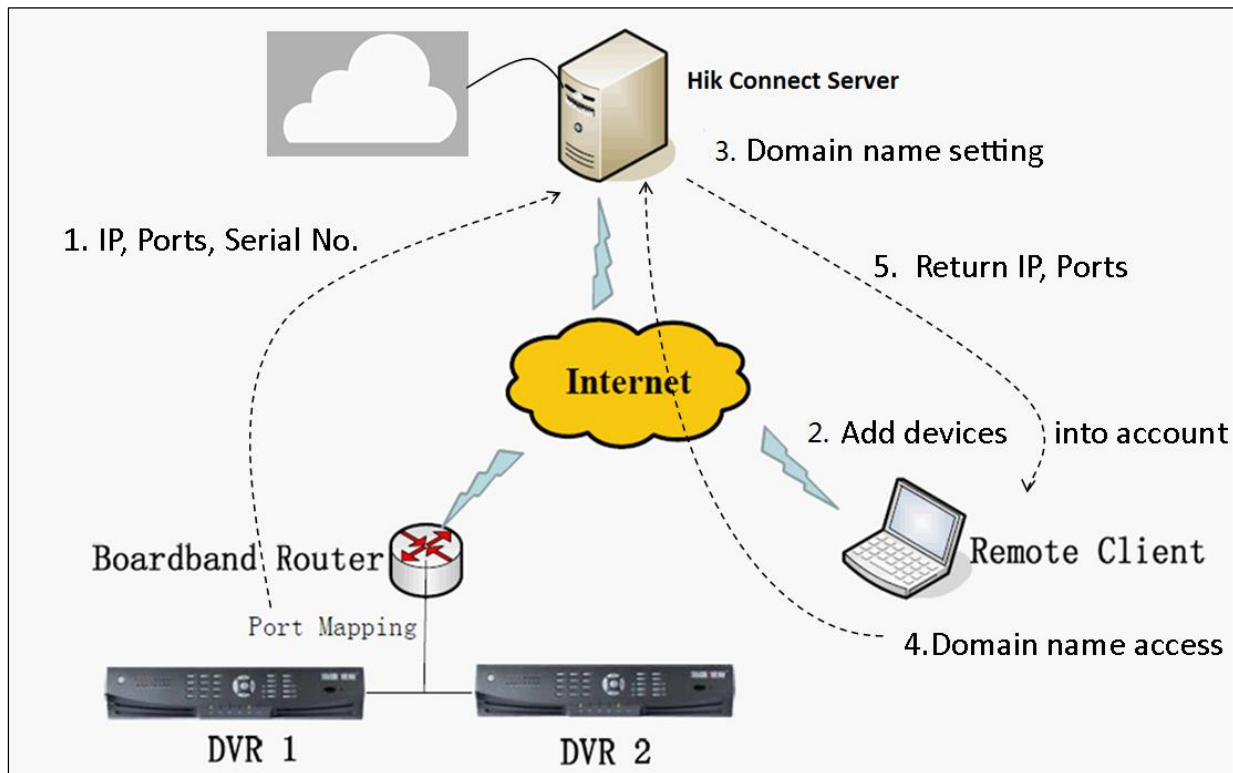 Hik Connect Server
3. Domain name setting
1. IP, Ports, Serial No.
5. Return IP, Ports
Internet
2. Add devices into account
Boardband Router
Remote Client
Port Mapping
4.Domain name access
DVR 1
DVR 2